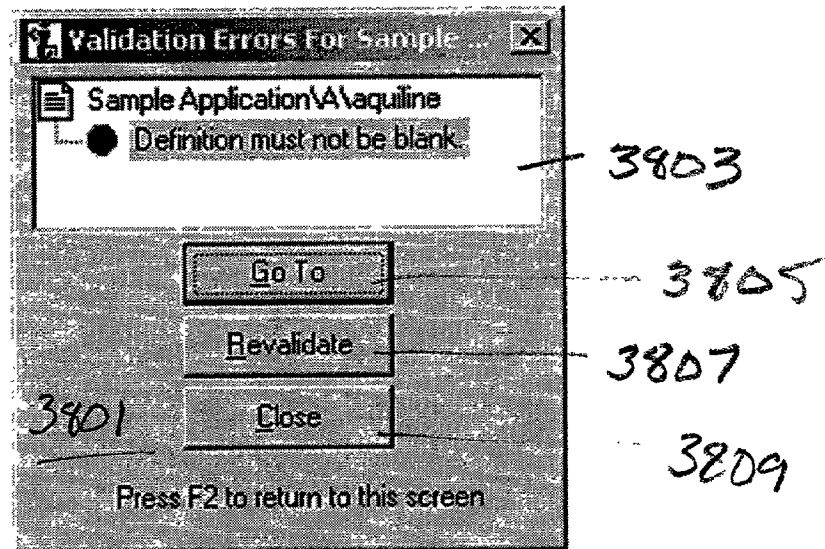 Validation Errors For Sample ...
Sample Application\A\aquiline
Definition must not be blank.
3803
Go To
3805
Revalidate
3807
3801
Close
3809
Press F2 to return to this screen